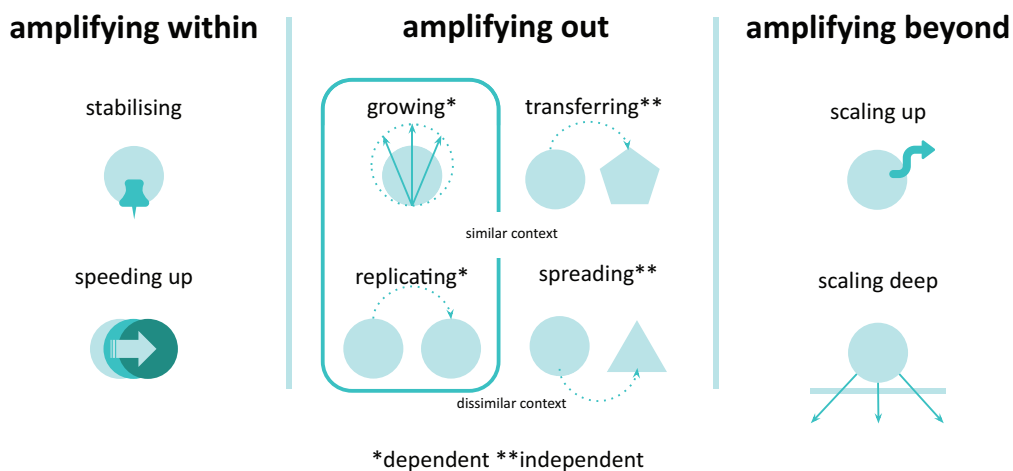 amplifying within
stabilising
speeding up
amplifying out
growing*
transferring**
similar context
replicating*
spreading**
dissimilar context
*dependent **independent
amplifying beyond
scaling up
scaling deep